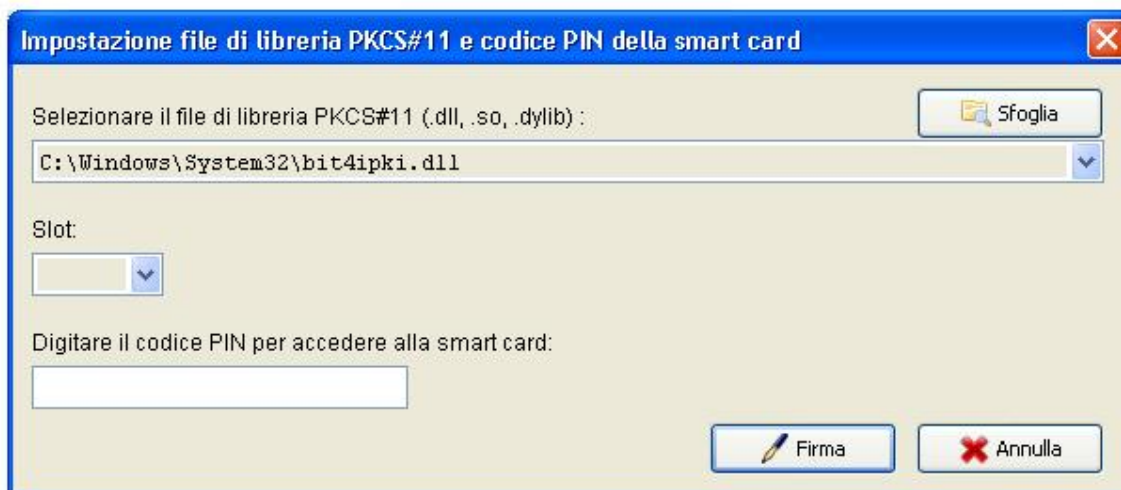 Impostazione file di libreria PKCS#11 e codice PIN della smart card
Selezionare il file di libreria PKCS#11 (.dll, .so, .dylib) :
Sfoglia
C:\Windows\System32\bit4ipki.dll
Slot:
Digitare il codice PIN per accedere alla smart card:
Firma
Annulla